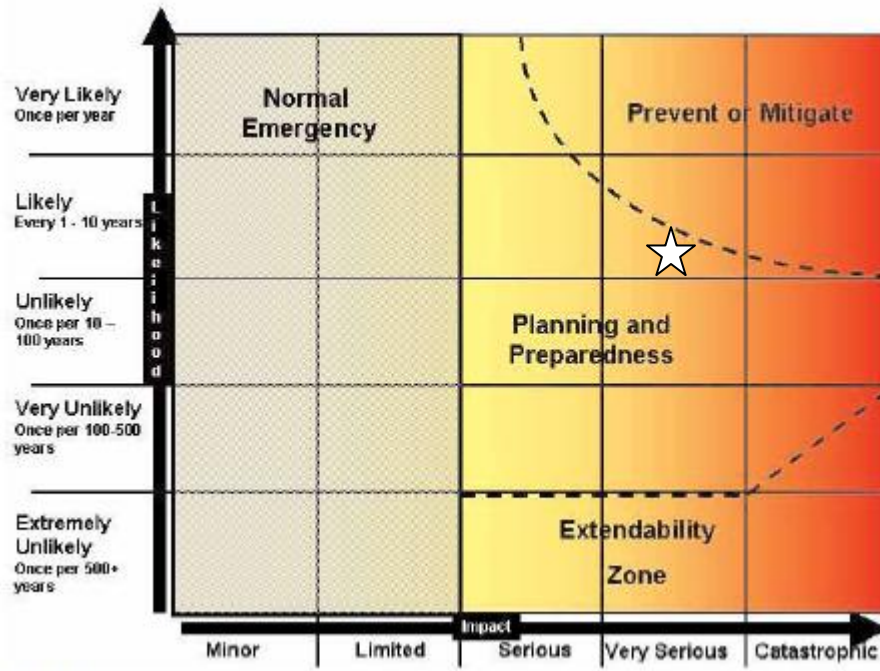 Very Likely
Once per year
Normal
Emergency
Prevent or Mitigate
Likely
Every 1 - 10 years
Likelihood
Unlikely
Once per 10 –
100 years
Planning and
Preparedness
Very Unlikely
Once per 100-500
years
Extremely
Unlikely
Once per 500+
years
Extendability
Zone
Impact
Minor
Limited
Serious
Very Serious
Catastrophic